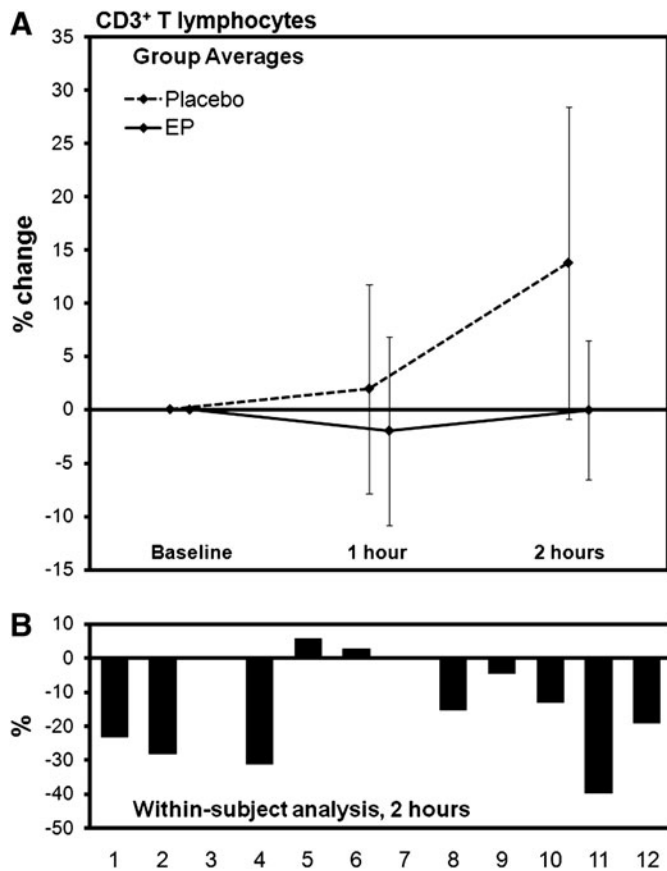 A
CD3⁺ T lymphocytes
35
Group Averages
30
Placebo
EP
25
20
15
10
5
0
-5
-10
-15
% change
Baseline 1 hour 2 hours
B
10
0
-10
-20
-30
-40
-50
%
Within-subject analysis, 2 hours
1 2 3 4 5 6 7 8 9 10 11 12